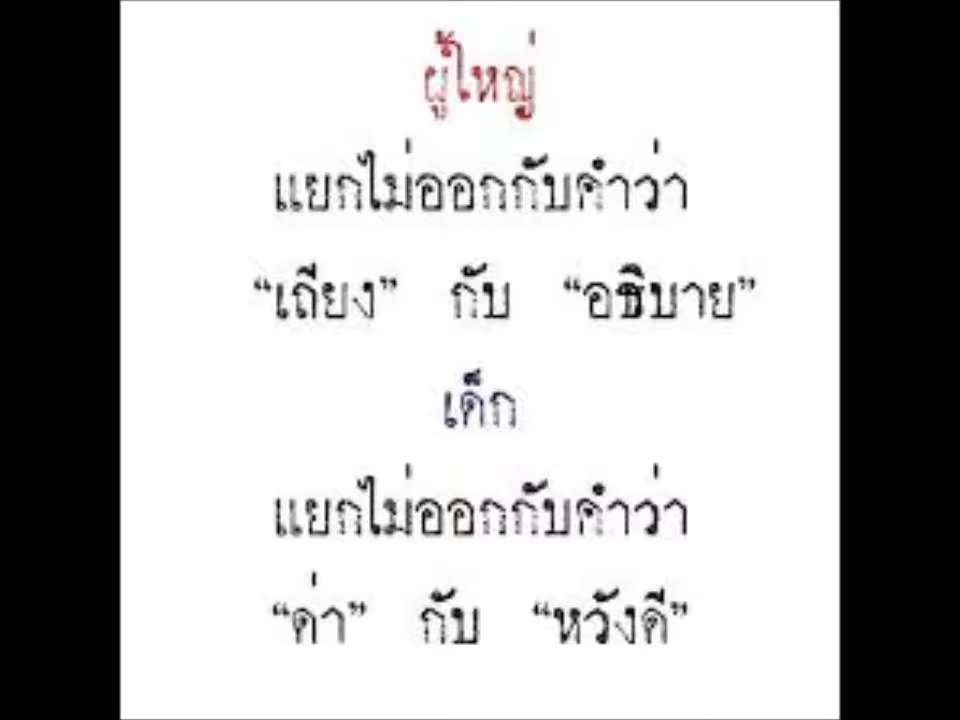 ผู้ใหญ่
แยกไม่ออกกับคำว่า
“เถียง” กับ “อธิบาย”
เด็ก
แยกไม่ออกกับคำว่า
“ด่า” กับ “หวังดี”